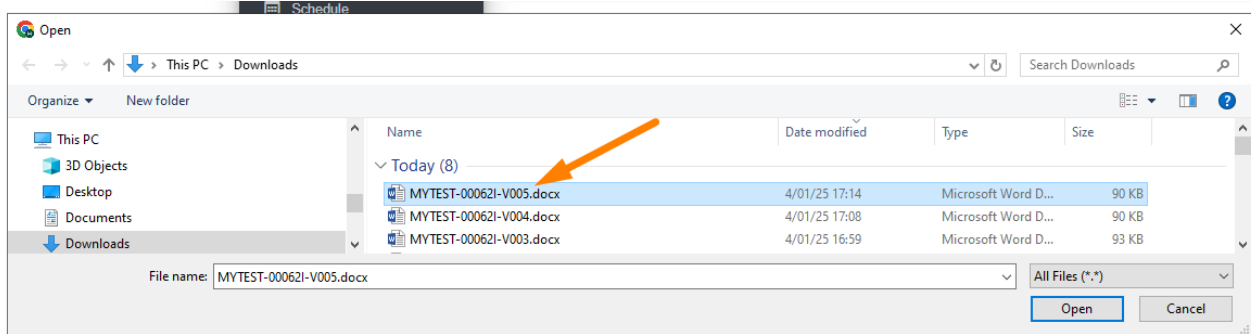 Schedule
Open
This PC > Downloads
Search Downloads
Organize
New folder
This PC
3D Objects
Desktop
Documents
Downloads
Name Date modified Type Size
Today (8)
MYTEST-00062I-V005.docx 4/01/25 17:14 Microsoft Word D... 90 KB
MYTEST-00062I-V004.docx 4/01/25 17:08 Microsoft Word D... 90 KB
MYTEST-00062I-V003.docx 4/01/25 16:59 Microsoft Word D... 93 KB
File name: MYTEST-00062I-V005.docx
All Files (*.*)
Open Cancel